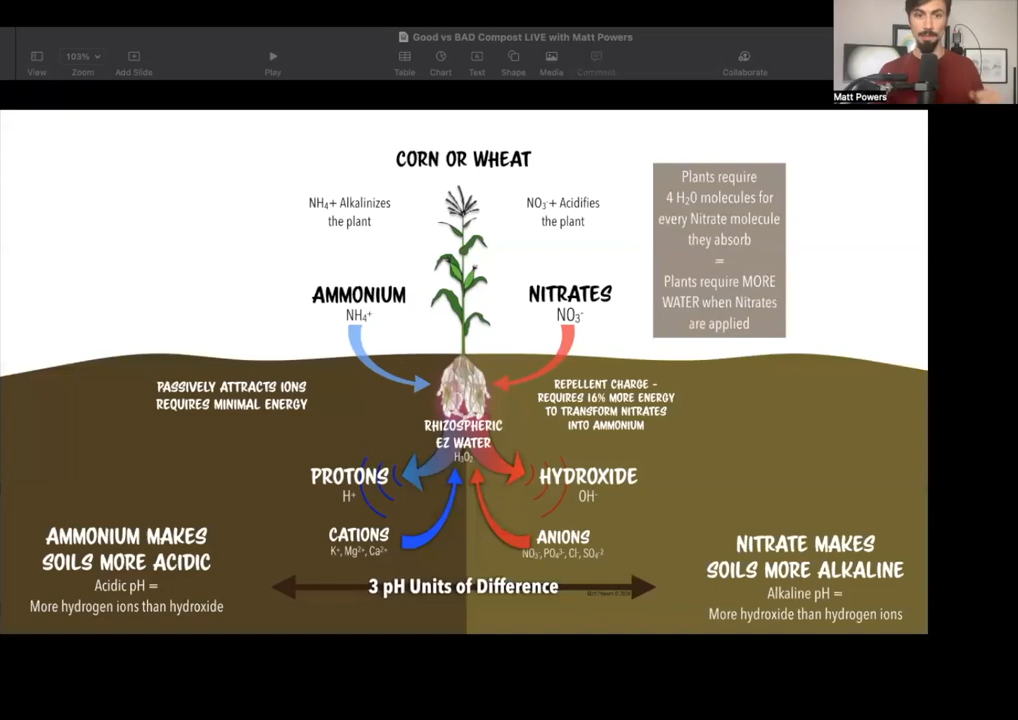 Good vs BAD Compost LIVE with Matt Powers
103%
View
Zoom
Add Slide
Play
Table
Chart
Text
Shape
Media
Comment
Collaborate
Matt Powers
CORN OR WHEAT
NH₄+ Alkalinizes
the plant
NO₃⁻+ Acidifies
the plant
Plants require
4 H₂0 molecules for
every Nitrate molecule
they absorb
=
Plants require MORE
WATER when Nitrates
are applied
AMMONIUM
NH₄⁺
NITRATES
NO₃⁻
PASSIVELY ATTRACTS IONS
REQUIRES MINIMAL ENERGY
REPELLENT CHARGE -
REQUIRES 16% MORE ENERGY
TO TRANSFORM NITRATES
INTO AMMONIUM
RHIZOSPHERIC
EZ WATER
H₃O₂
PROTONS
H⁺
HYDROXIDE
OH⁻
CATIONS
K⁺, Mg²⁺, Ca²⁺
ANIONS
NO₃⁻, PO₄³⁻, Cl⁻, SO₄⁻²
AMMONIUM MAKES
SOILS MORE ACIDIC
Acidic pH =
More hydrogen ions than hydroxide
3 pH Units of Difference
NITRATE MAKES
SOILS MORE ALKALINE
Alkaline pH =
More hydroxide than hydrogen ions